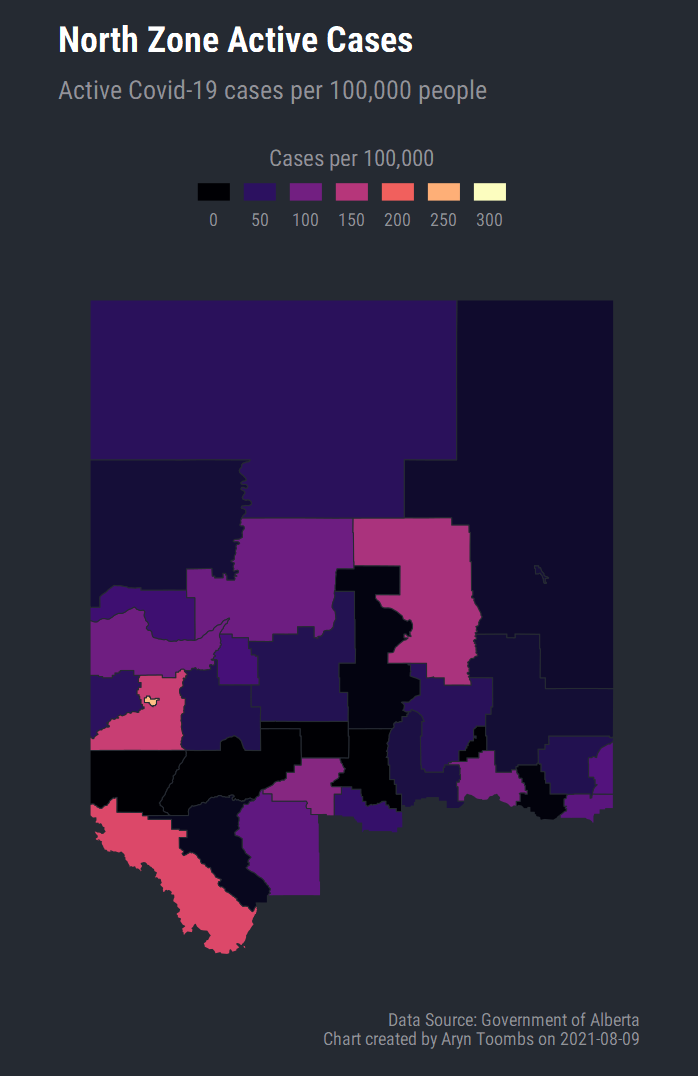 North Zone Active Cases
Active Covid-19 cases per 100,000 people
Cases per 100,000
0 50 100 150 200 250 300
Data Source: Government of Alberta
Chart created by Aryn Toombs on 2021-08-09